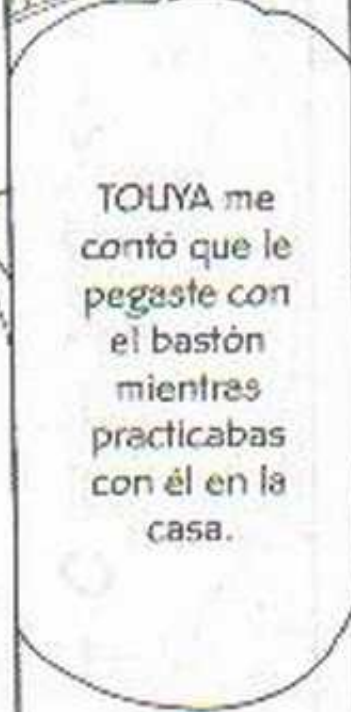 TOUYA me
contó que le
pegaste con
el bastón
mientras
practicabas
con él en la
casa.